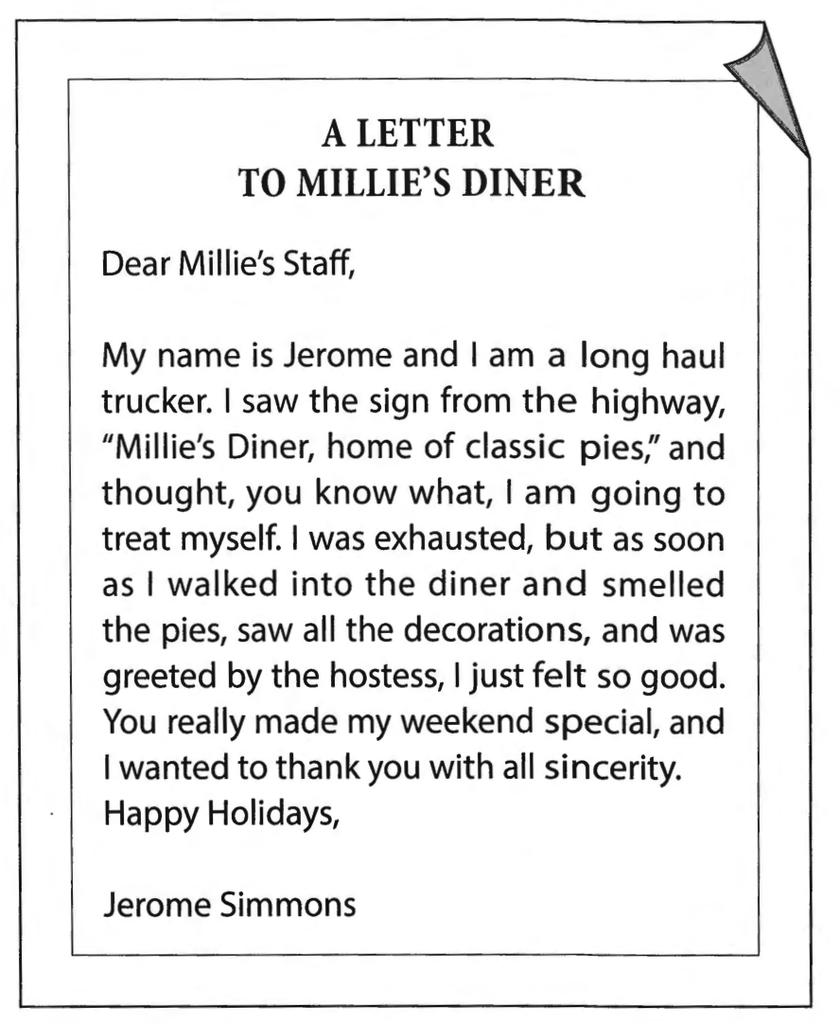 A LETTER
TO MILLIE'S DINER
Dear Millie's Staff,
My name is Jerome and I am a long haul
trucker. I saw the sign from the highway,
"Millie's Diner, home of classic pies," and
thought, you know what, I am going to
treat myself. I was exhausted, but as soon
as I walked into the diner and smelled
the pies, saw all the decorations, and was
greeted by the hostess, I just felt so good.
You really made my weekend special, and
I wanted to thank you with all sincerity.
Happy Holidays,
Jerome Simmons